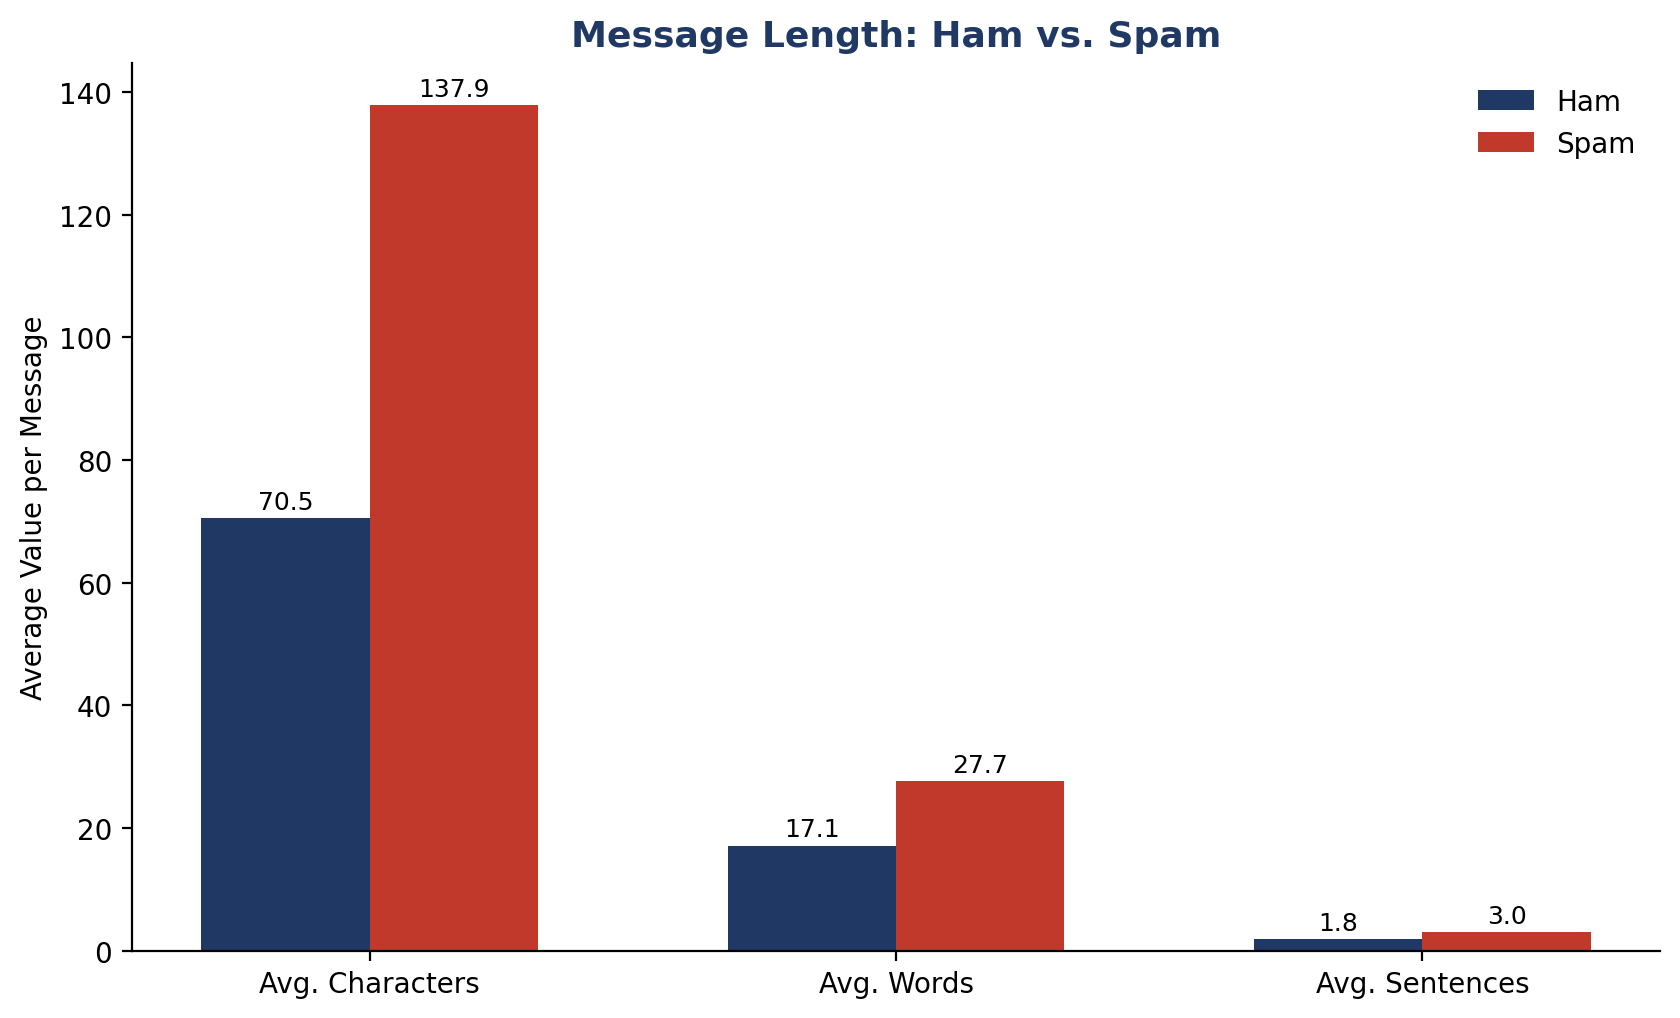 Message Length: Ham vs. Spam
Ham
Spam
Average Value per Message
140
120
100
80
60
40
20
0
70.5
137.9
17.1
27.7
1.8
3.0
Avg. Characters
Avg. Words
Avg. Sentences